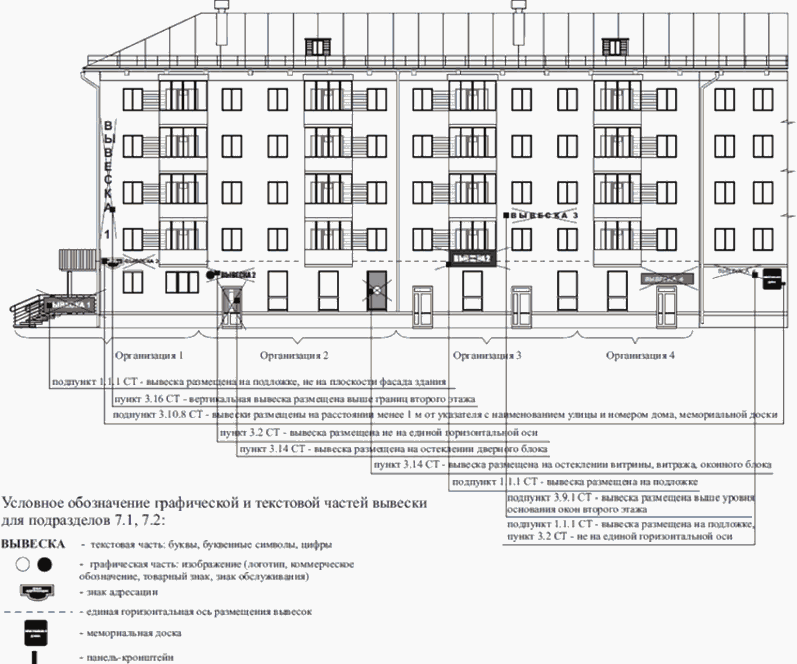 ВЫВЕСКА 1
ВЫВЕСКА 3
ВЫВЕСКА 2
Организация 1
Организация 2
Организация 3
Организация 4
подпункт 1.1.1 СТ - вывеска размещена на подложке, не на плоскости фасада здания
пункт 3.16 СТ - вертикальная вывеска размещена выше границ второго этажа
подпункт 3.10.8 СТ - вывески размещены на расстоянии менее 1 м от указателя с наименованием улицы и номером дома, мемориальной доски
пункт 3.2 СТ - вывеска размещена не на единой горизонтальной оси
пункт 3.14 СТ - вывеска размещена на остеклении дверного блока
пункт 3.14 СТ - вывеска размещена на остеклении витрины, витража, оконного блока
подпункт 1.1.1 СТ - вывеска размещена на подложке
подпункт 3.9.1 СТ - вывеска размещена выше уровня
основания окон второго этажа
подпункт 1.1.1 СТ - вывеска размещена на подложке,
пункт 3.2 СТ - не на единой горизонтальной оси
Условное обозначение графической и текстовой частей вывески
для подразделов 7.1, 7.2:
ВЫВЕСКА - текстовая часть: буквы, буквенные символы, цифры
- графическая часть: изображение (логотип, коммерческое
обозначение, товарный знак, знак обслуживания)
- знак адресации
- единая горизонтальная ось размещения вывесок
- мемориальная доска
- панель-кронштейн